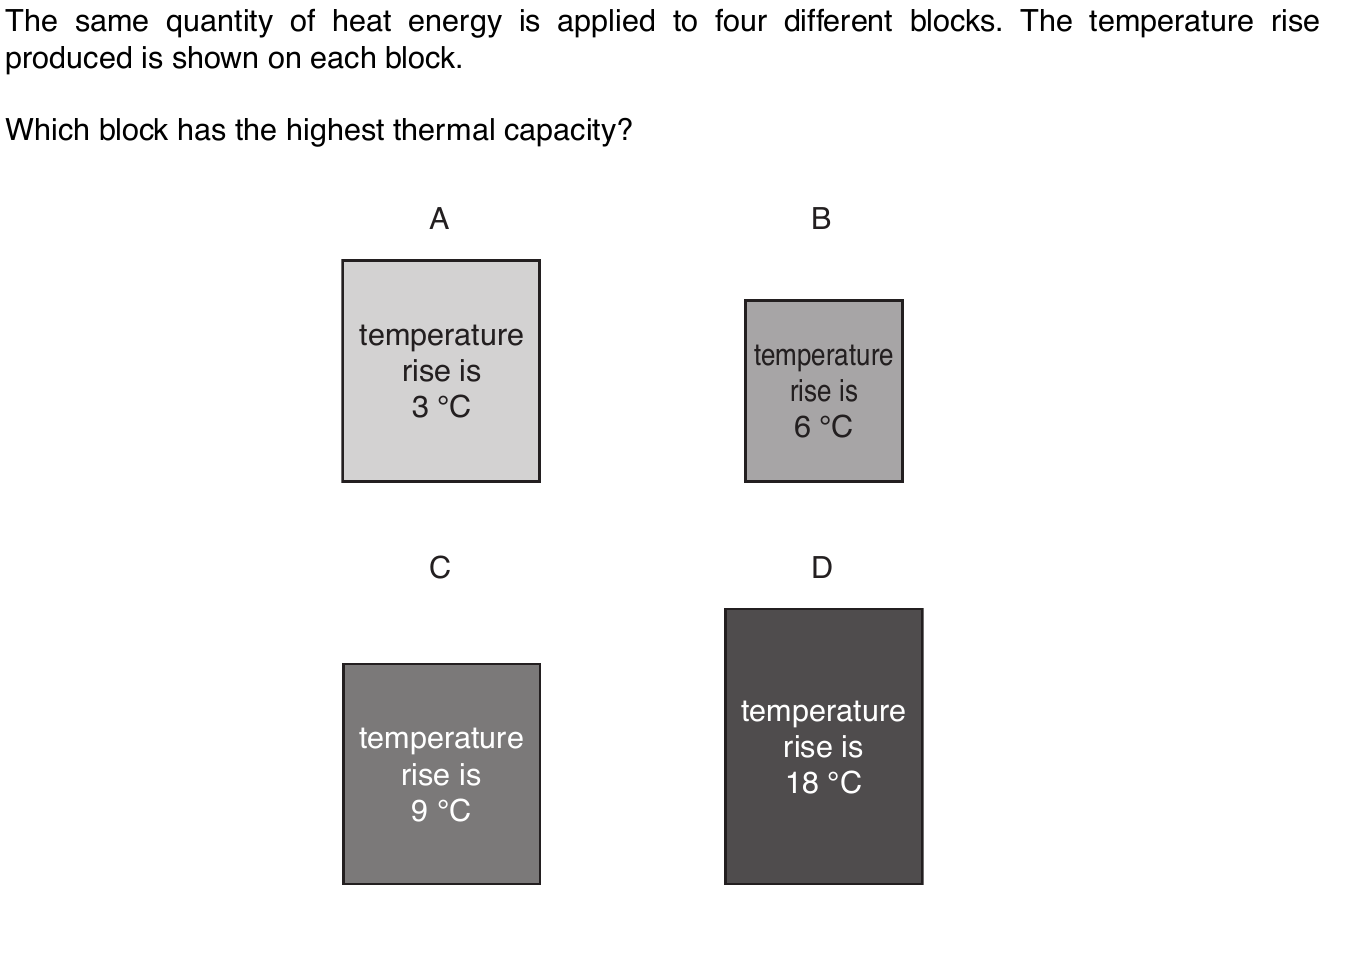 The same quantity of heat energy is applied to four different blocks. The temperature rise
produced is shown on each block.
Which block has the highest thermal capacity?
A
temperature
rise is
3 °C
B
temperature
rise is
6 °C
C
temperature
rise is
9 °C
D
temperature
rise is
18 °C